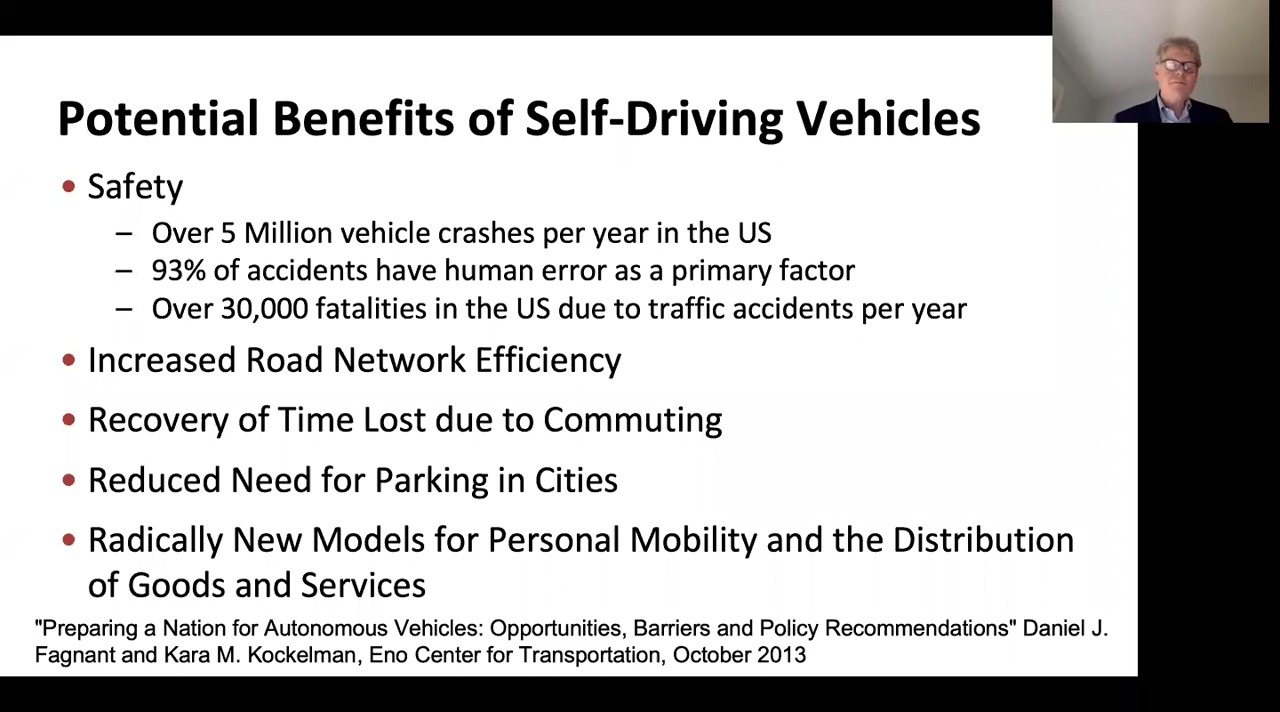 Potential Benefits of Self-Driving Vehicles
• Safety
– Over 5 Million vehicle crashes per year in the US
– 93% of accidents have human error as a primary factor
– Over 30,000 fatalities in the US due to traffic accidents per year
• Increased Road Network Efficiency
• Recovery of Time Lost due to Commuting
• Reduced Need for Parking in Cities
• Radically New Models for Personal Mobility and the Distribution
of Goods and Services
"Preparing a Nation for Autonomous Vehicles: Opportunities, Barriers and Policy Recommendations" Daniel J.
Fagnant and Kara M. Kockelman, Eno Center for Transportation, October 2013